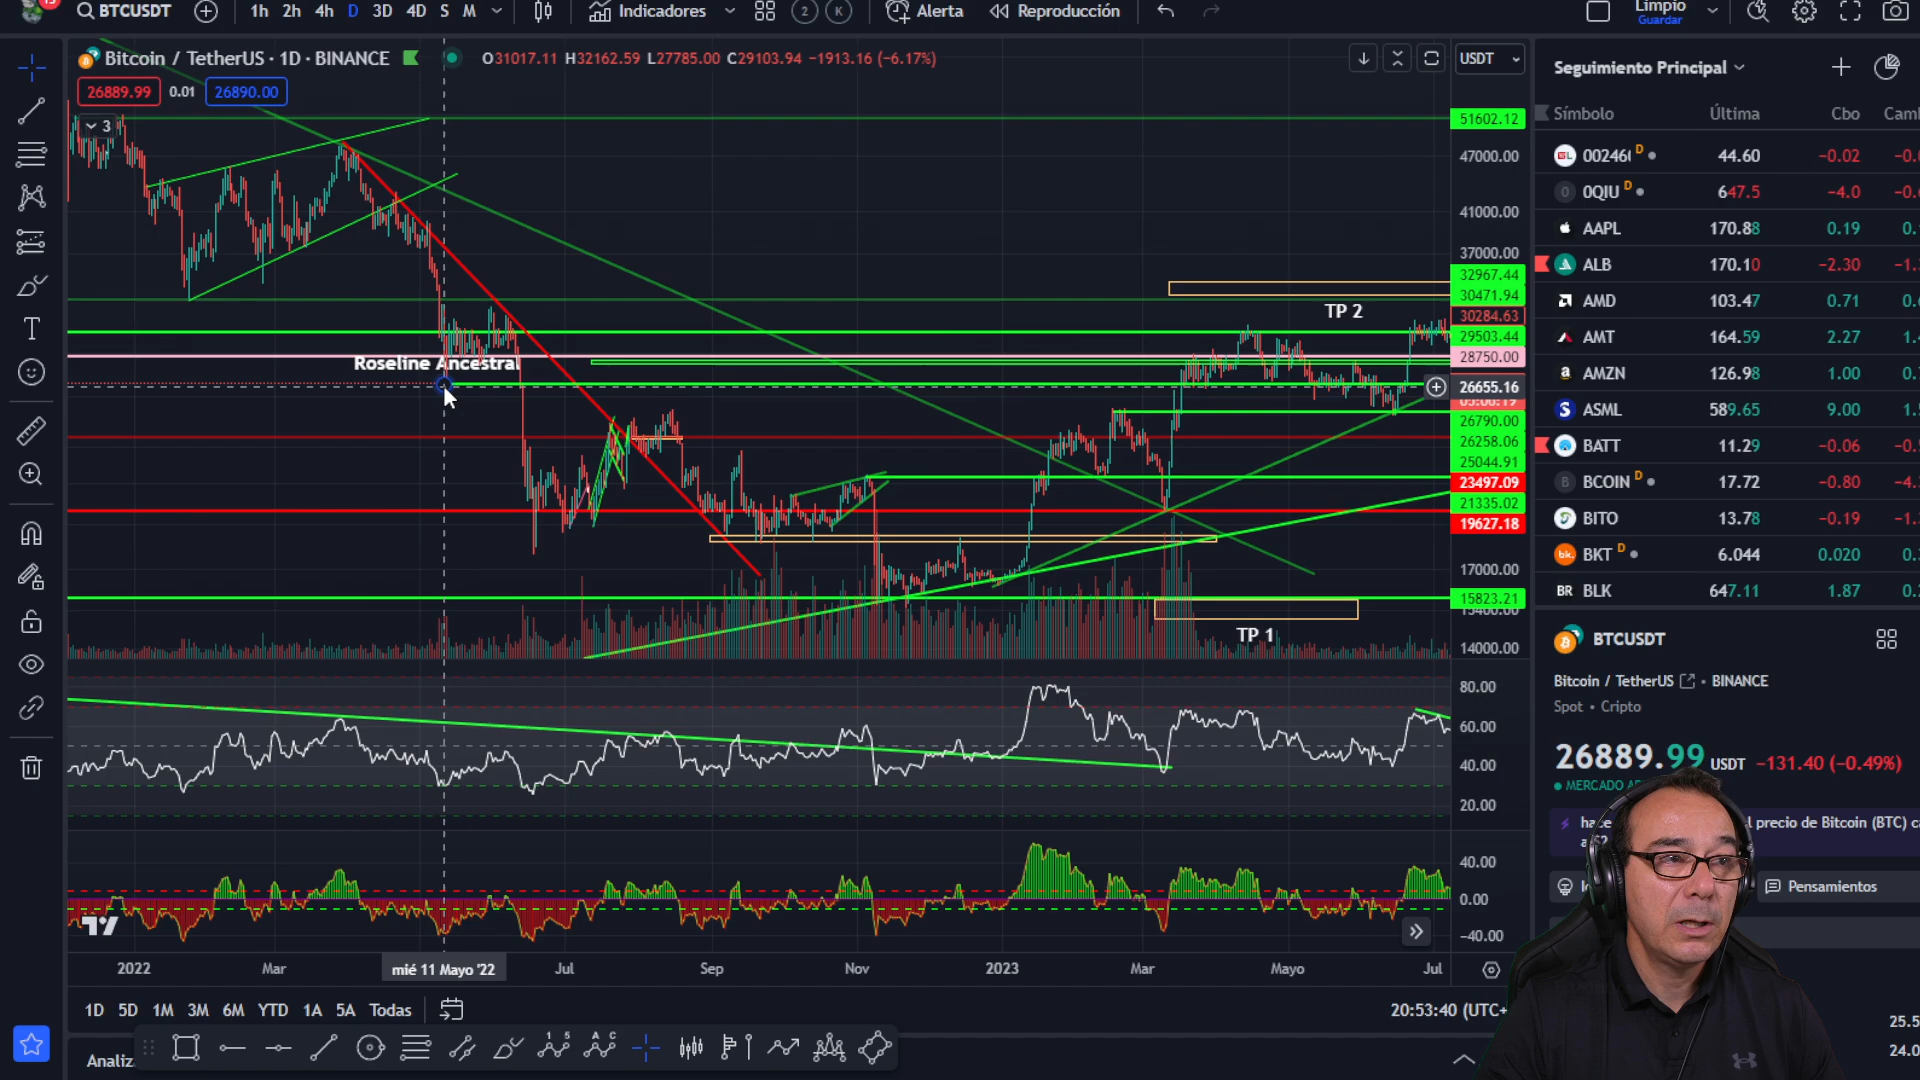 13
BTCUSDT
1h 2h 4h D 3D 4D S M
Indicadores
2
K
Alerta
Reproducción
Limpio
Guardar
Bitcoin / TetherUS · 1D · BINANCE
O31017.11 H32162.59 L27785.00 C29103.94 −1913.16 (−6.17%)
USDT
26889.99
0.01
26890.00
3
Roseline Ancestral
TP 2
TP 1
51602.12
47000.00
41000.00
37000.00
32967.44
30471.94
30284.63
29503.44
28750.00
26655.16
26790.00
26258.06
25044.91
23497.09
21335.02
19627.18
17000.00
15823.21
14000.00
80.00
60.00
40.00
20.00
40.00
0.00
−40.00
2022
Mar
mié 11 Mayo '22
Jul
Sep
Nov
2023
Mar
Mayo
Jul
1D 5D 1M 3M 6M YTD 1A 5A Todas
20:53:40 (UTC+
Analiz
Seguimiento Principal
Símbolo Última Cbo Cam
00246 D 44.60 −0.02 −0.
0QIU D 647.5 −4.0 −0.
AAPL 170.88 0.19 0.
ALB 170.10 −2.30 −1.
AMD 103.47 0.71 0.
AMT 164.59 2.27 1.
AMZN 126.98 1.00 0.
ASML 589.65 9.00 1.
BATT 11.29 −0.06 −0.
BCOIN D 17.72 −0.80 −4.
BITO 13.78 −0.19 −1.
BKT D 6.044 0.020 0.
BR BLK 647.11 1.87 0.
BTCUSDT
Bitcoin / TetherUS • BINANCE
Spot • Cripto
26889.99 USDT −131.40 (−0.49%)
MERCADO A
hace l precio de Bitcoin (BTC) c
Pensamientos
25.5
24.0